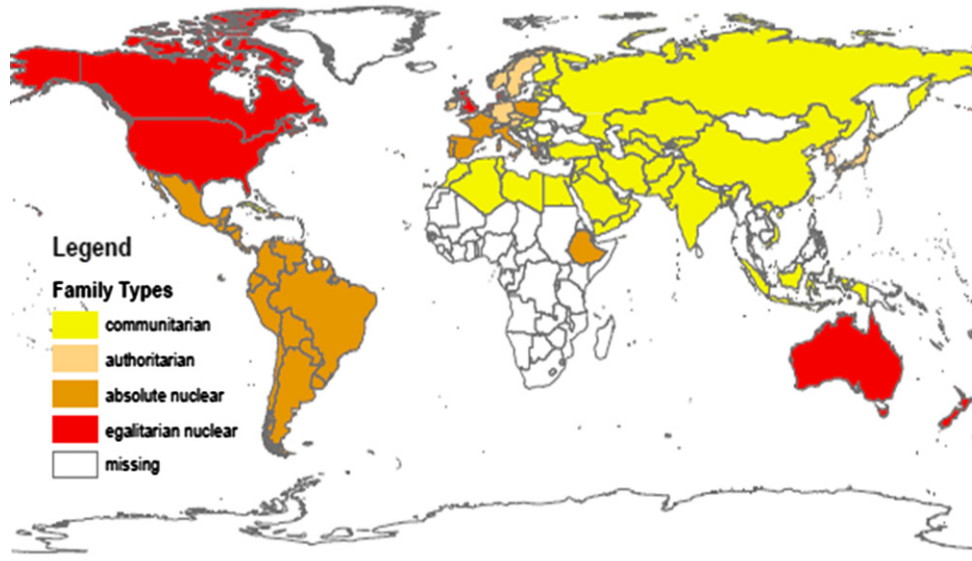 Legend
Family Types
communitarian
authoritarian
absolute nuclear
egalitarian nuclear
missing